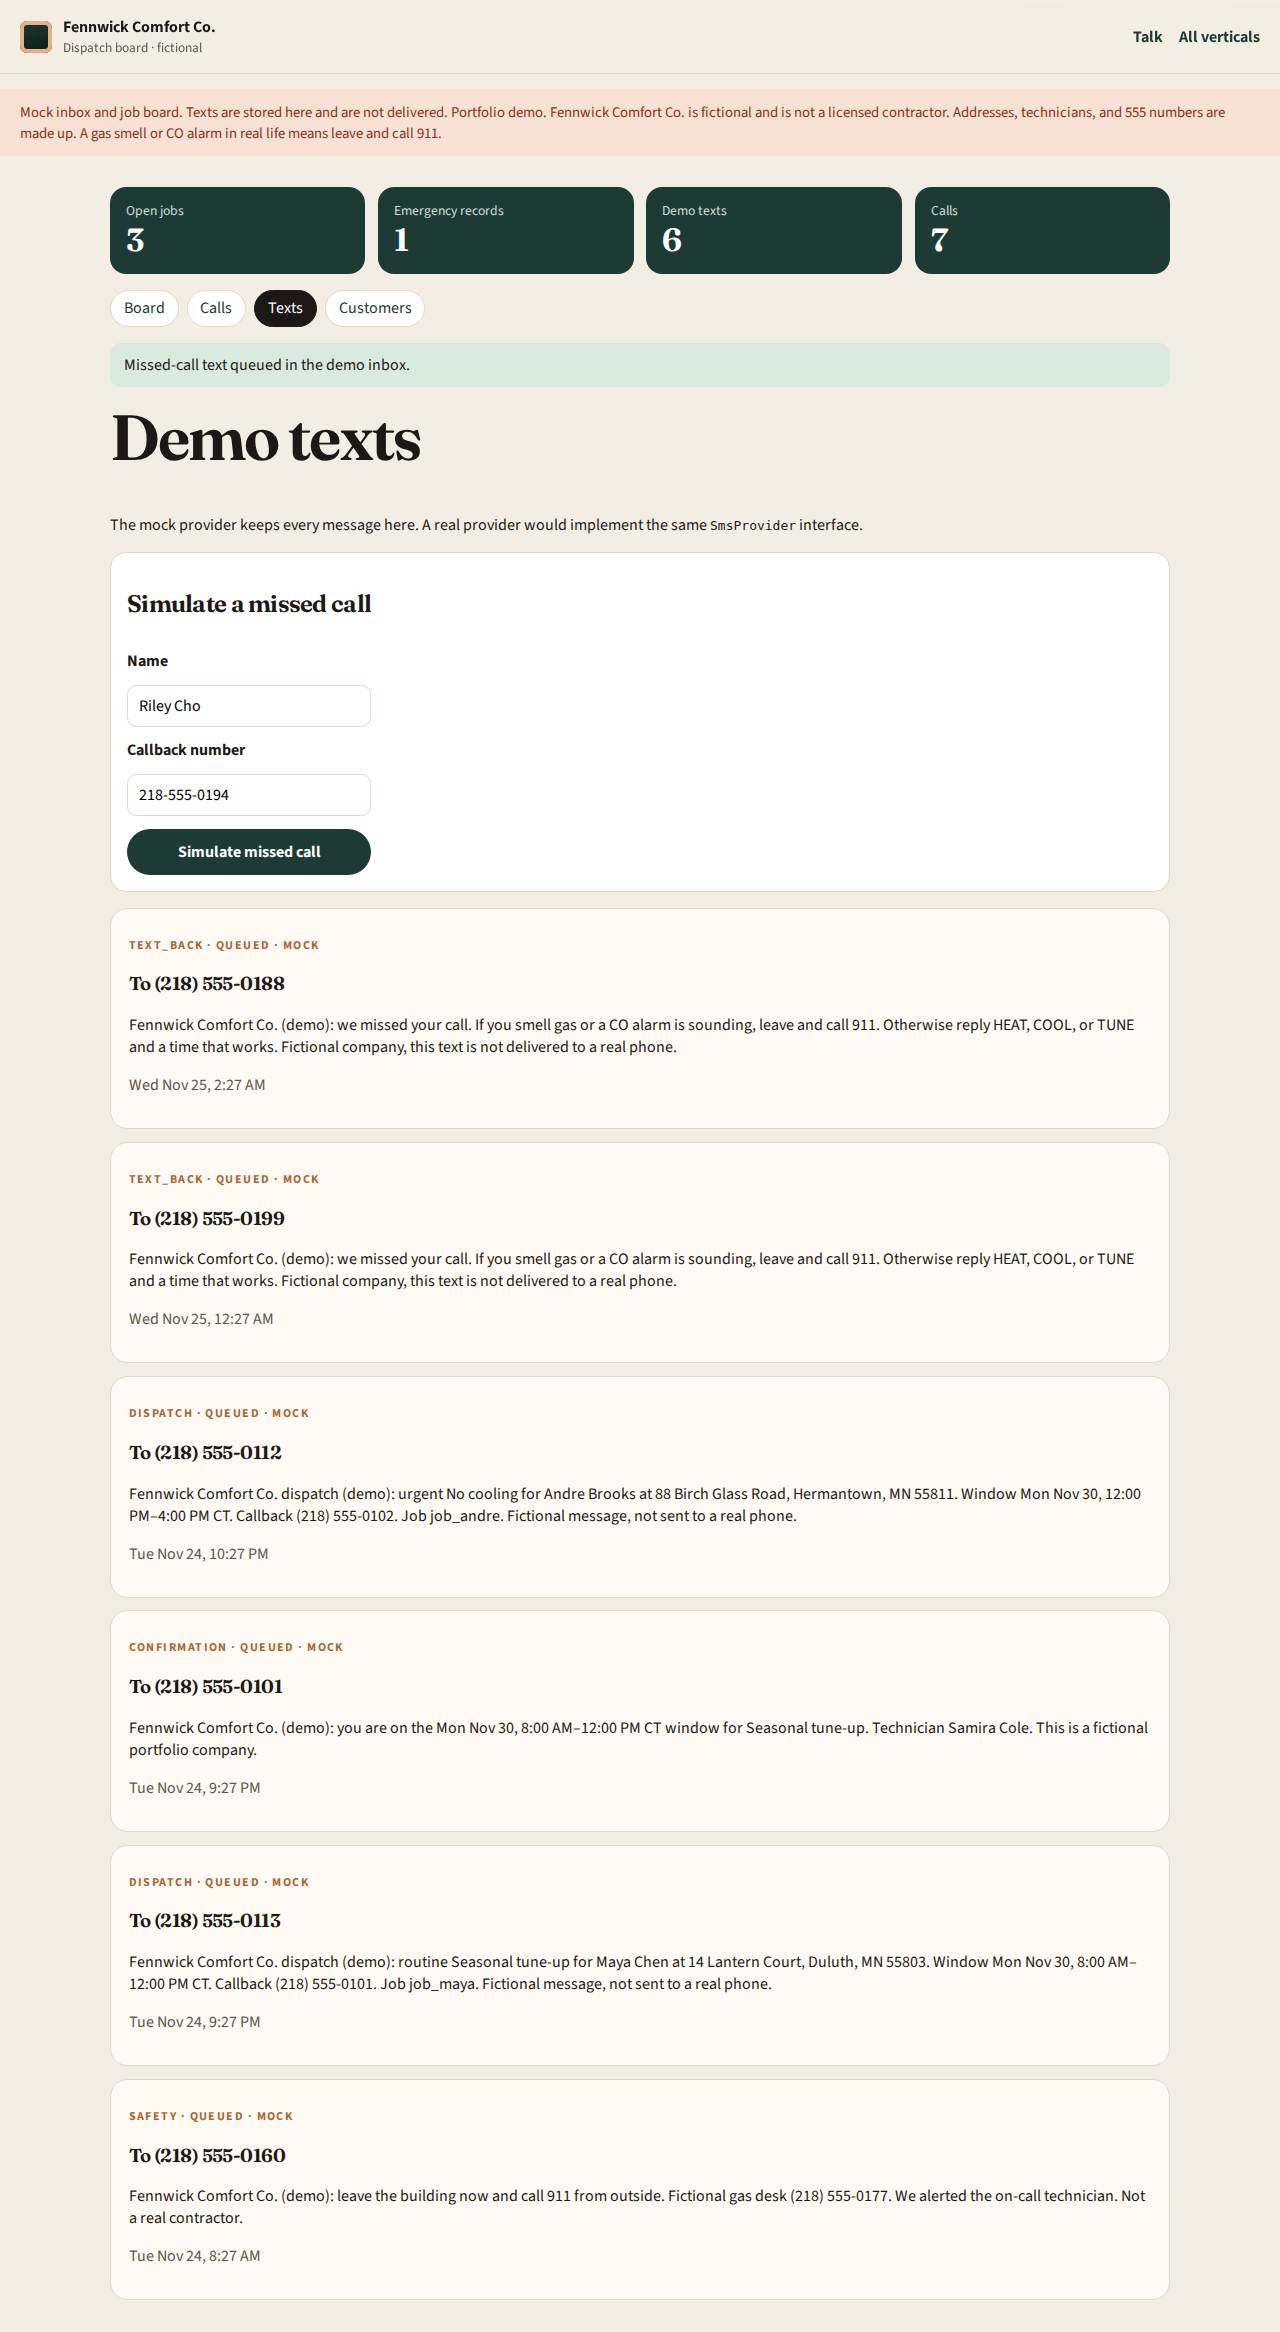 Fennwick Comfort Co.
Dispatch board · fictional
Talk All verticals
Mock inbox and job board. Texts are stored here and are not delivered. Portfolio demo. Fennwick Comfort Co. is fictional and is not a licensed contractor. Addresses, technicians, and 555 numbers are
made up. A gas smell or CO alarm in real life means leave and call 911.
Open jobs
3
Emergency records
1
Demo texts
6
Calls
7
Board Calls Texts Customers
Missed-call text queued in the demo inbox.
Demo texts
The mock provider keeps every message here. A real provider would implement the same SmsProvider interface.
Simulate a missed call
Name
Riley Cho
Callback number
218-555-0194
Simulate missed call
TEXT_BACK · QUEUED · MOCK
To (218) 555-0188
Fennwick Comfort Co. (demo): we missed your call. If you smell gas or a CO alarm is sounding, leave and call 911. Otherwise reply HEAT, COOL, or TUNE
and a time that works. Fictional company, this text is not delivered to a real phone.
Wed Nov 25, 2:27 AM
TEXT_BACK · QUEUED · MOCK
To (218) 555-0199
Fennwick Comfort Co. (demo): we missed your call. If you smell gas or a CO alarm is sounding, leave and call 911. Otherwise reply HEAT, COOL, or TUNE
and a time that works. Fictional company, this text is not delivered to a real phone.
Wed Nov 25, 12:27 AM
DISPATCH · QUEUED · MOCK
To (218) 555-0112
Fennwick Comfort Co. dispatch (demo): urgent No cooling for Andre Brooks at 88 Birch Glass Road, Hermantown, MN 55811. Window Mon Nov 30, 12:00
PM–4:00 PM CT. Callback (218) 555-0102. Job job_andre. Fictional message, not sent to a real phone.
Tue Nov 24, 10:27 PM
CONFIRMATION · QUEUED · MOCK
To (218) 555-0101
Fennwick Comfort Co. (demo): you are on the Mon Nov 30, 8:00 AM–12:00 PM CT window for Seasonal tune-up. Technician Samira Cole. This is a fictional
portfolio company.
Tue Nov 24, 9:27 PM
DISPATCH · QUEUED · MOCK
To (218) 555-0113
Fennwick Comfort Co. dispatch (demo): routine Seasonal tune-up for Maya Chen at 14 Lantern Court, Duluth, MN 55803. Window Mon Nov 30, 8:00 AM–
12:00 PM CT. Callback (218) 555-0101. Job job_maya. Fictional message, not sent to a real phone.
Tue Nov 24, 9:27 PM
SAFETY · QUEUED · MOCK
To (218) 555-0160
Fennwick Comfort Co. (demo): leave the building now and call 911 from outside. Fictional gas desk (218) 555-0177. We alerted the on-call technician. Not
a real contractor.
Tue Nov 24, 8:27 AM